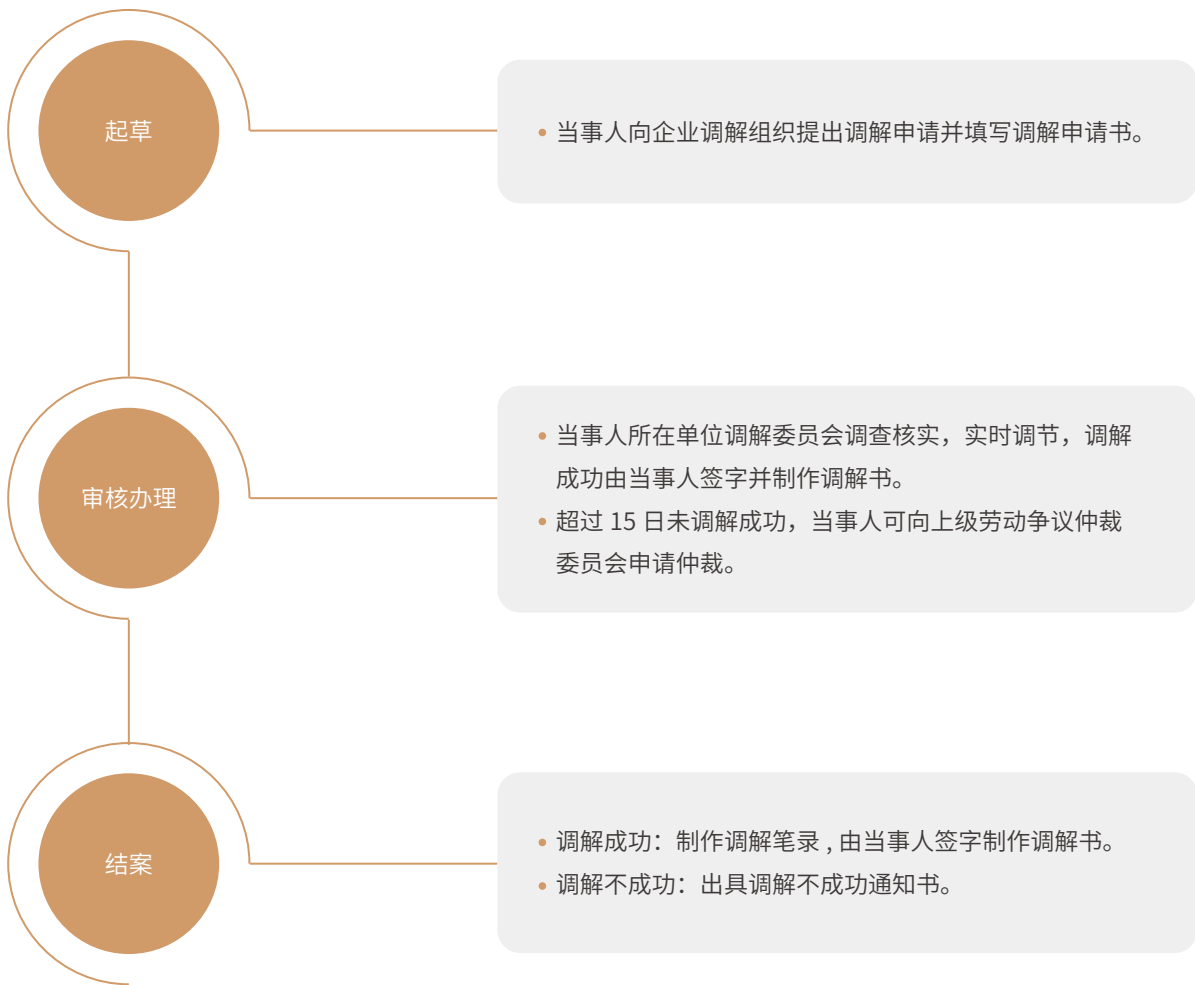 起草
• 当事人向企业调解组织提出调解申请并填写调解申请书。
审核办理
• 当事人所在单位调解委员会调查核实，实时调节，调解
成功由当事人签字并制作调解书。
• 超过 15 日未调解成功，当事人可向上级劳动争议仲裁
委员会申请仲裁。
结案
• 调解成功：制作调解笔录 , 由当事人签字制作调解书。
• 调解不成功：出具调解不成功通知书。